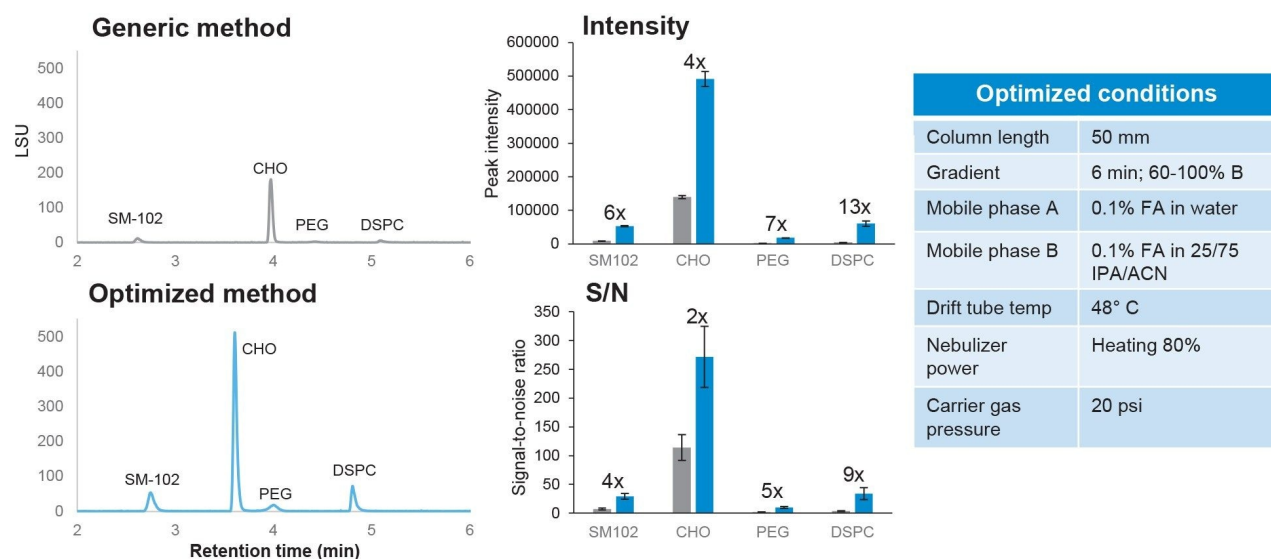 Generic method
LSU
500
400
300
200
100
0
SM-102
CHO
PEG
DSPC
2 3 4 5 6
Optimized method
500
400
300
200
100
0
SM-102
CHO
PEG
DSPC
2 3 4 5 6
Retention time (min)
Intensity
Peak intensity
600000
500000
400000
300000
200000
100000
0
6x
4x
7x
13x
SM102 CHO PEG DSPC
S/N
Signal-to-noise ratio
350
300
250
200
150
100
50
0
4x
2x
5x
9x
SM102 CHO PEG DSPC
Optimized conditions
Column length 50 mm
Gradient 6 min; 60-100% B
Mobile phase A 0.1% FA in water
Mobile phase B 0.1% FA in 25/75
IPA/ACN
Drift tube temp 48° C
Nebulizer Heating 80%
power
Carrier gas 20 psi
pressure